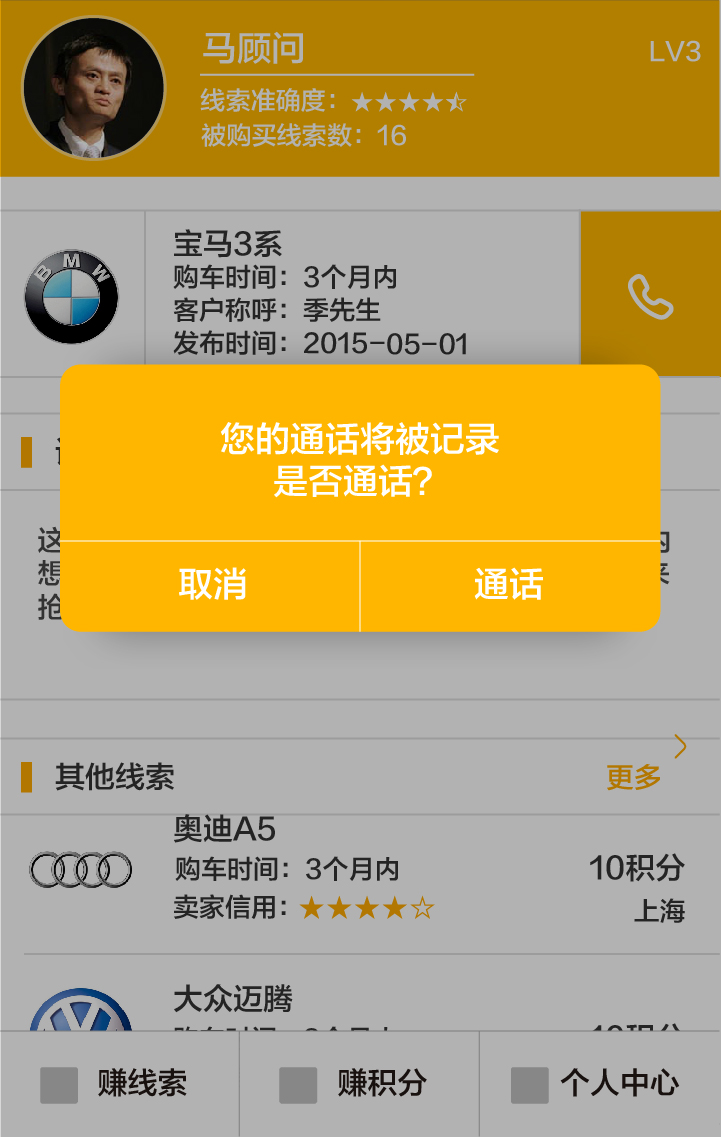 马顾问
LV3
线索准确度：★★★★⯪
被购买线索数：16
BMW
宝马3系
购车时间：3个月内
客户称呼：季先生
发布时间：2015-05-01
您的通话将被记录
是否通话?
取消
通话
这
想
抢
其他线索
更多
奥迪A5
购车时间：3个月内
10积分
卖家信用：★★★★☆
上海
大众迈腾
赚线索
赚积分
个人中心